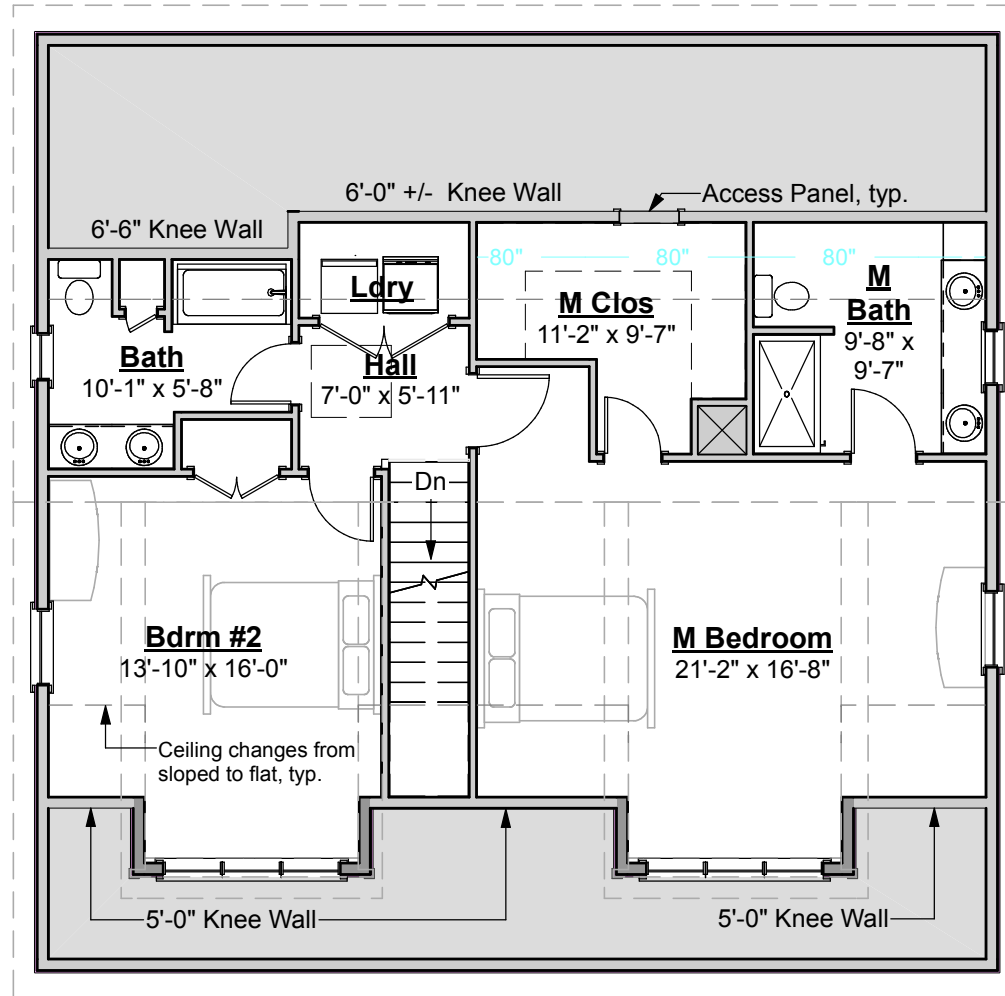 6'-0" +/-  Knee Wall
Access Panel, typ.
6'-6" Knee Wall
80"
80"
80"
Ldry
M Clos
11'-2" x 9'-7"
M
Bath
9'-8" x
9'-7"
Bath
10'-1" x 5'-8"
Hall
7'-0" x 5'-11"
Dn
Bdrm #2
13'-10" x 16'-0"
M Bedroom
21'-2" x 16'-8"
Ceiling changes from
sloped to flat, typ.
5'-0" Knee Wall
5'-0" Knee Wall